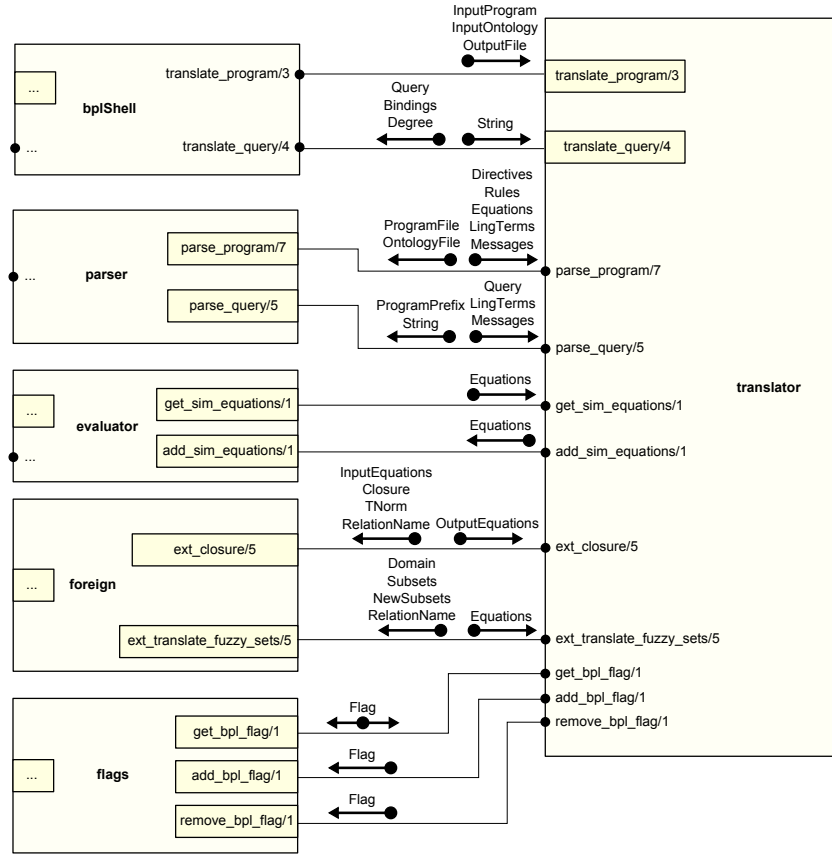 InputProgram
InputOntology
OutputFile
translate_program/3
translate_program/3
...
bplShell
Query
Bindings
Degree
String
...
translate_query/4
translate_query/4
Directives
Rules
Equations
LingTerms
Messages
ProgramFile
OntologyFile
parse_program/7
parse_program/7
...
parser
Query
LingTerms
Messages
ProgramPrefix
String
parse_query/5
parse_query/5
translator
Equations
get_sim_equations/1
get_sim_equations/1
...
evaluator
Equations
add_sim_equations/1
add_sim_equations/1
...
InputEquations
Closure
TNorm
RelationName
OutputEquations
ext_closure/5
ext_closure/5
...
foreign
Domain
Subsets
NewSubsets
RelationName
Equations
ext_translate_fuzzy_sets/5
ext_translate_fuzzy_sets/5
get_bpl_flag/1
add_bpl_flag/1
remove_bpl_flag/1
Flag
get_bpl_flag/1
...
flags
Flag
add_bpl_flag/1
Flag
remove_bpl_flag/1